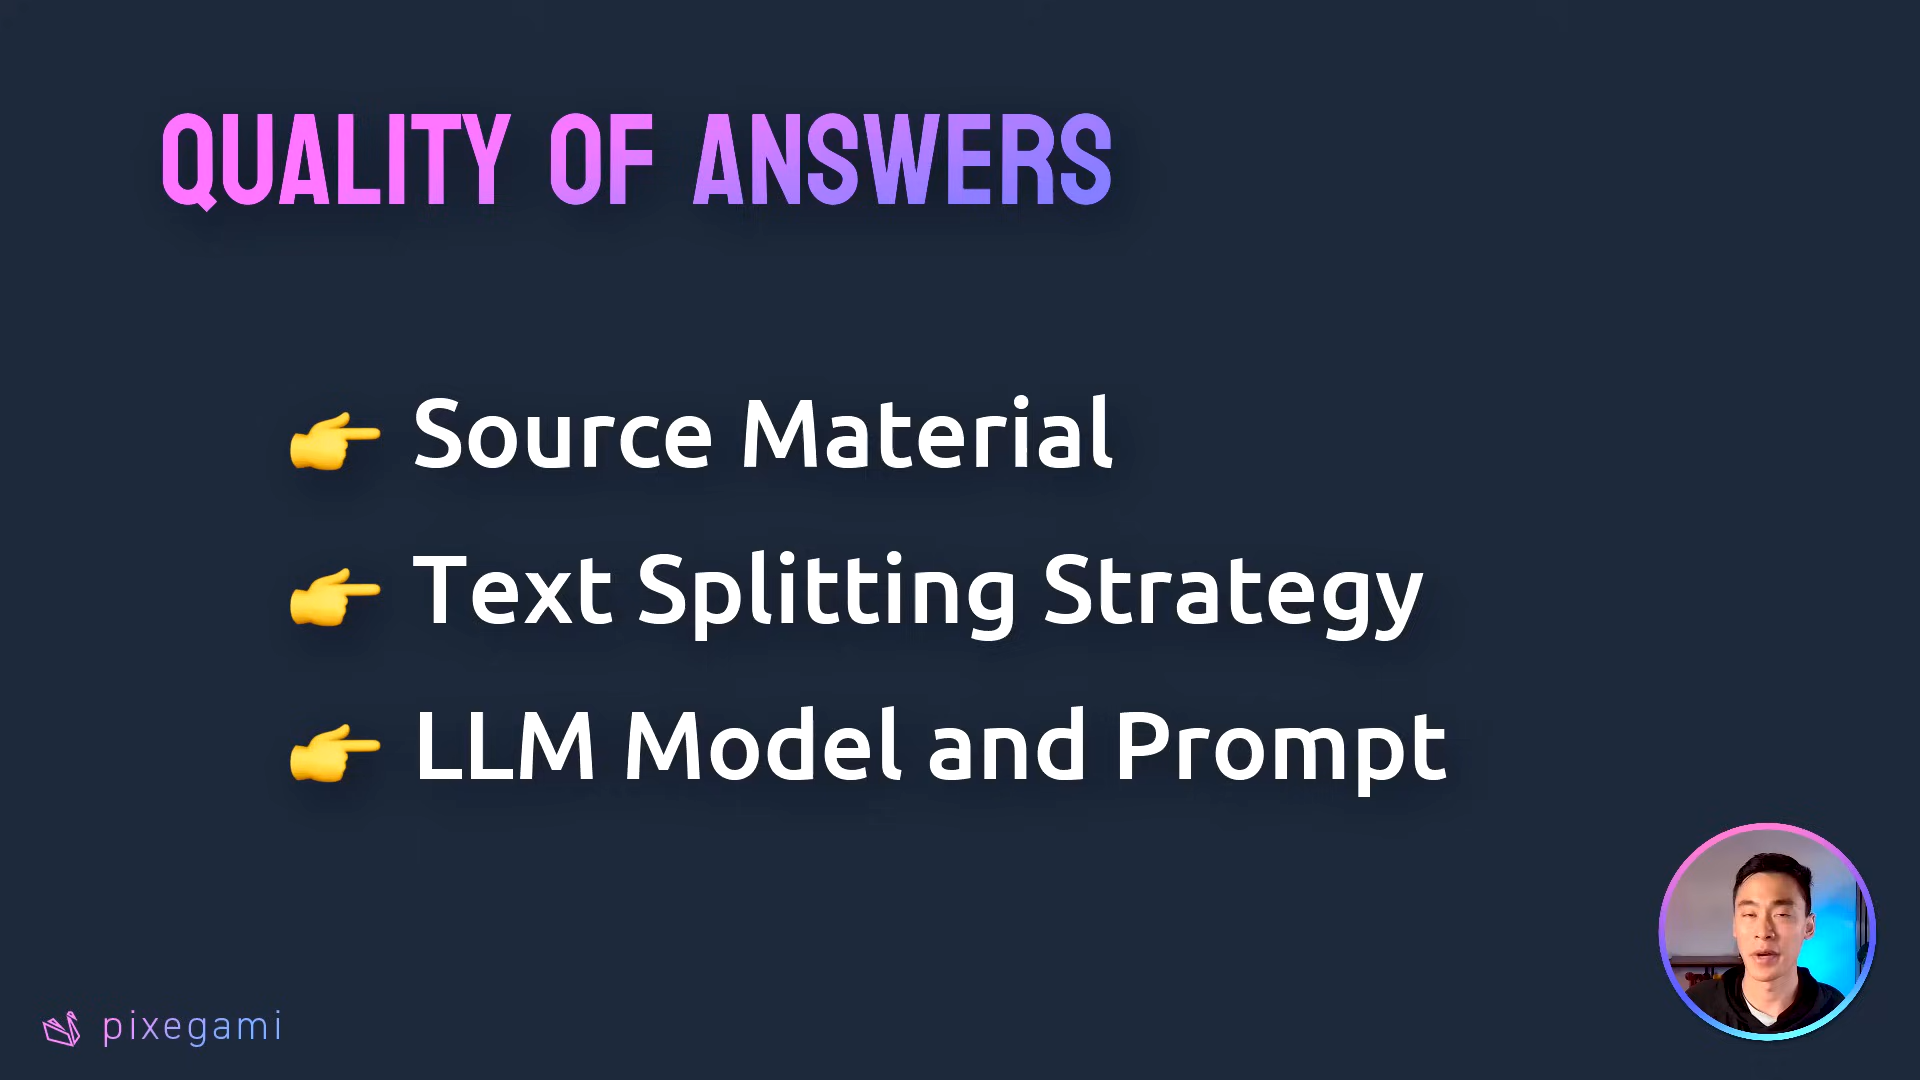 QUALITY OF ANSWERS
👉 Source Material
👉 Text Splitting Strategy
👉 LLM Model and Prompt
pixegami